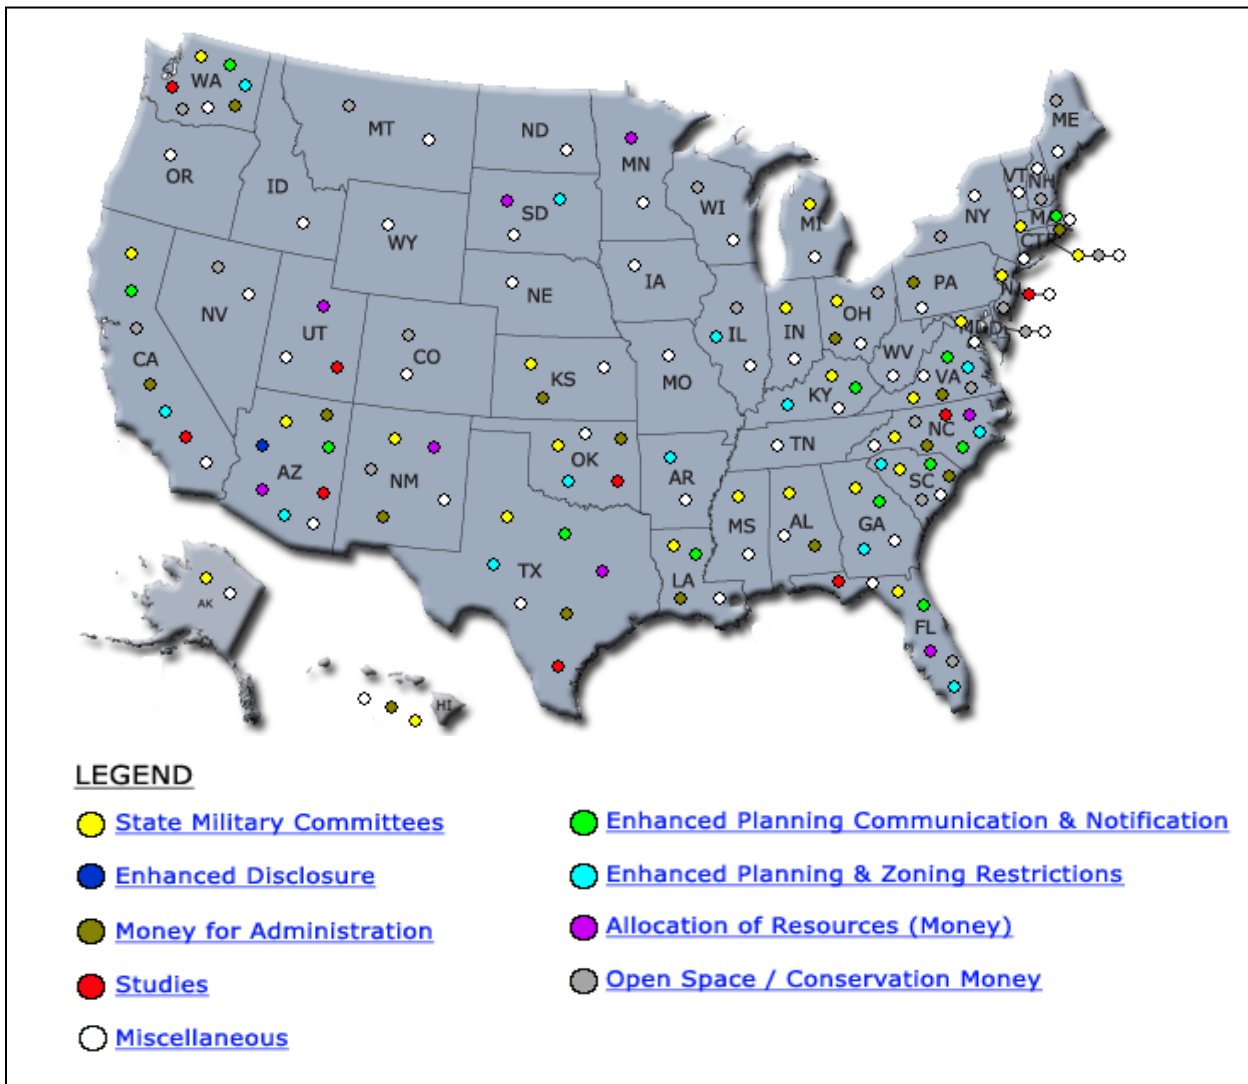 WA
MT
ND
MN
ME
OR
ID
SD
WI
MI
VT
NH
NY
WY
MA
CT
IA
PA
NE
NV
UT
CO
IL
IN
OH
CA
KS
MO
WV
VA
KY
NC
TN
AZ
NM
OK
AR
SC
MS
AL
GA
TX
LA
AK
FL
HI
LEGEND
State Military Committees
Enhanced Planning Communication & Notification
Enhanced Disclosure
Enhanced Planning & Zoning Restrictions
Money for Administration
Allocation of Resources (Money)
Studies
Open Space / Conservation Money
Miscellaneous